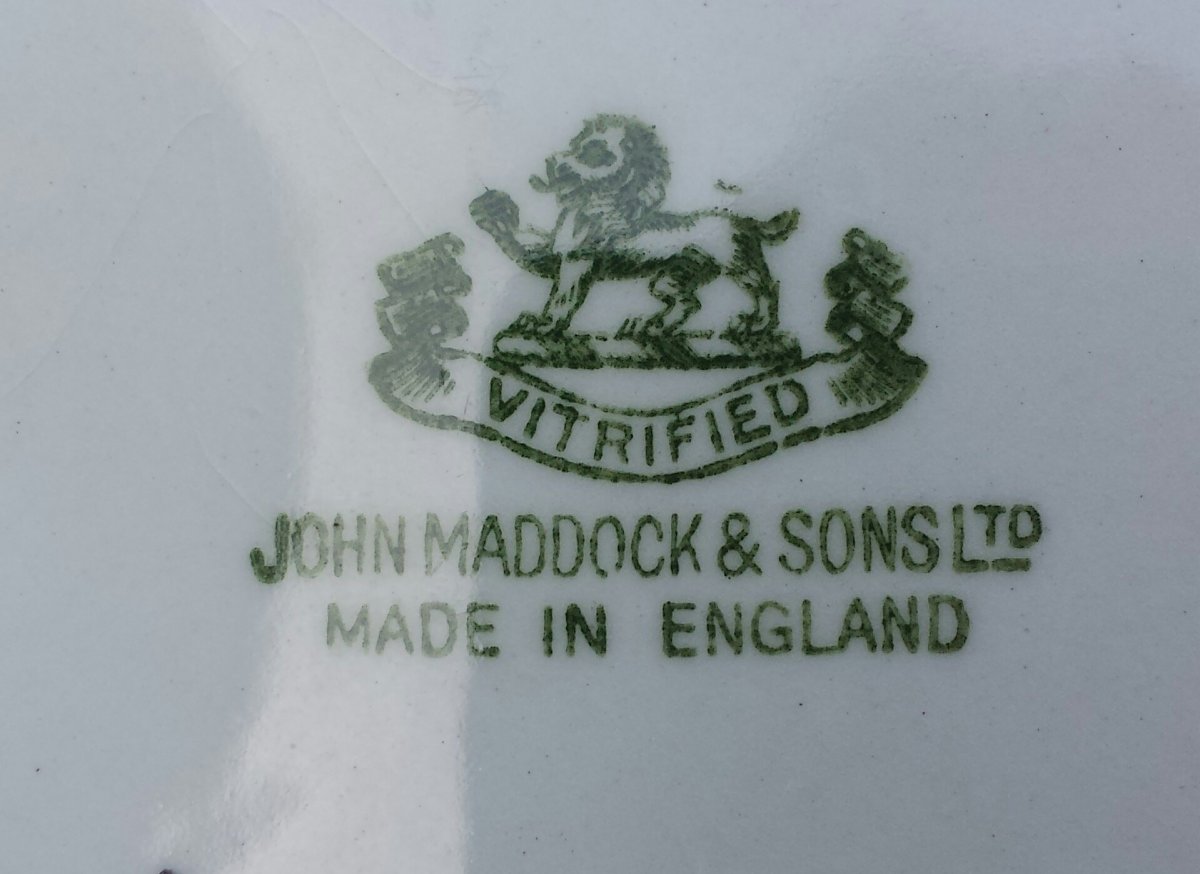 VITRIFIED
JOHN MADDOCK & SONS LTD
MADE IN ENGLAND